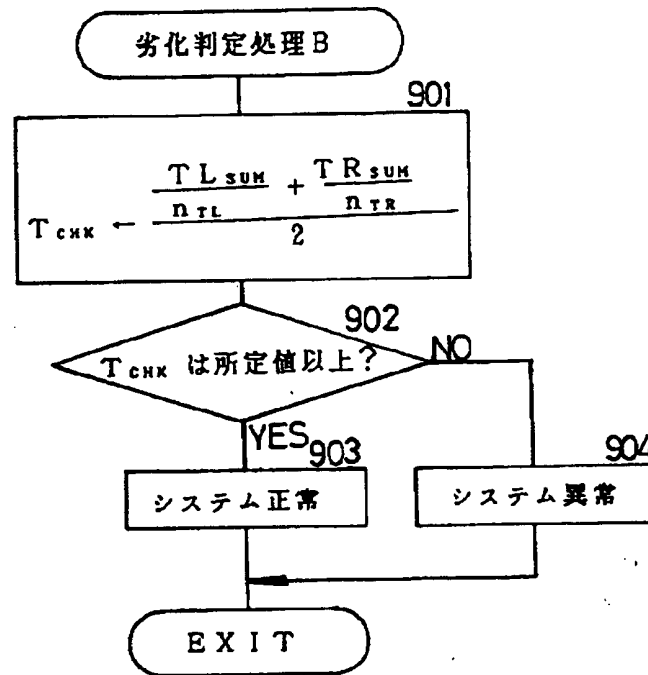 劣化判定処理B
901
TLSUM TRSUM
TCHK ← nTL + nTR
2
902
TCHK は所定値以上?
NO
YES
903
904
システム正常
システム異常
EXIT